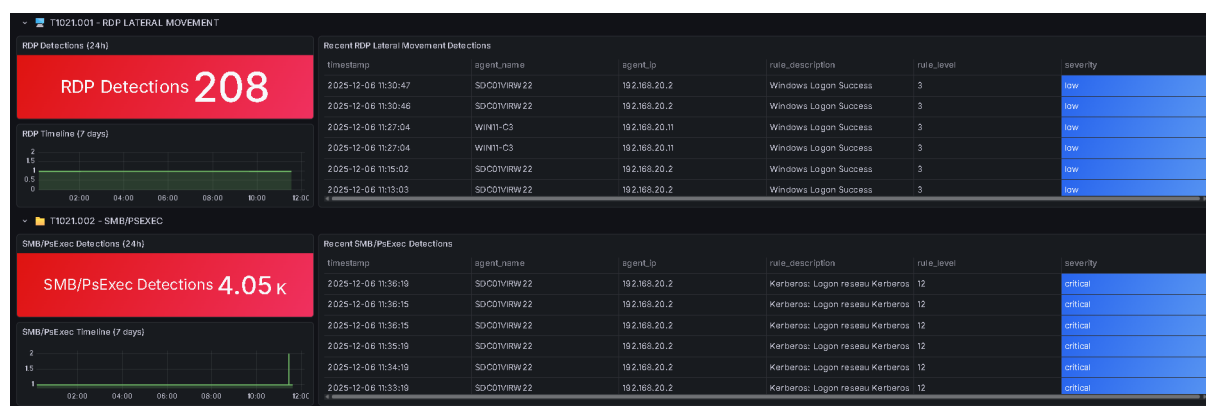 T1021.001 - RDP LATERAL MOVEMENT
RDP Detections (24h)
RDP Detections 208
RDP Timeline (7 days)
2
1.5
1
0.5
0
02:00 04:00 06:00 08:00 10:00 12:00
Recent RDP Lateral Movement Detections
timestamp agent_name agent_ip rule_description rule_level severity
2025-12-06 11:30:47 SDC01VIRW22 192.168.20.2 Windows Logon Success 3 low
2025-12-06 11:30:46 SDC01VIRW22 192.168.20.2 Windows Logon Success 3 low
2025-12-06 11:27:04 WIN11-C3 192.168.20.11 Windows Logon Success 3 low
2025-12-06 11:27:04 WIN11-C3 192.168.20.11 Windows Logon Success 3 low
2025-12-06 11:15:02 SDC01VIRW22 192.168.20.2 Windows Logon Success 3 low
2025-12-06 11:13:03 SDC01VIRW22 192.168.20.2 Windows Logon Success 3 low
T1021.002 - SMB/PSEXEC
SMB/PsExec Detections (24h)
SMB/PsExec Detections 4.05 K
SMB/PsExec Timeline (7 days)
2
1.5
1
02:00 04:00 06:00 08:00 10:00 12:00
Recent SMB/PsExec Detections
timestamp agent_name agent_ip rule_description rule_level severity
2025-12-06 11:36:19 SDC01VIRW22 192.168.20.2 Kerberos: Logon reseau Kerberos 12 critical
2025-12-06 11:36:15 SDC01VIRW22 192.168.20.2 Kerberos: Logon reseau Kerberos 12 critical
2025-12-06 11:36:15 SDC01VIRW22 192.168.20.2 Kerberos: Logon reseau Kerberos 12 critical
2025-12-06 11:35:19 SDC01VIRW22 192.168.20.2 Kerberos: Logon reseau Kerberos 12 critical
2025-12-06 11:34:19 SDC01VIRW22 192.168.20.2 Kerberos: Logon reseau Kerberos 12 critical
2025-12-06 11:33:19 SDC01VIRW22 192.168.20.2 Kerberos: Logon reseau Kerberos 12 critical